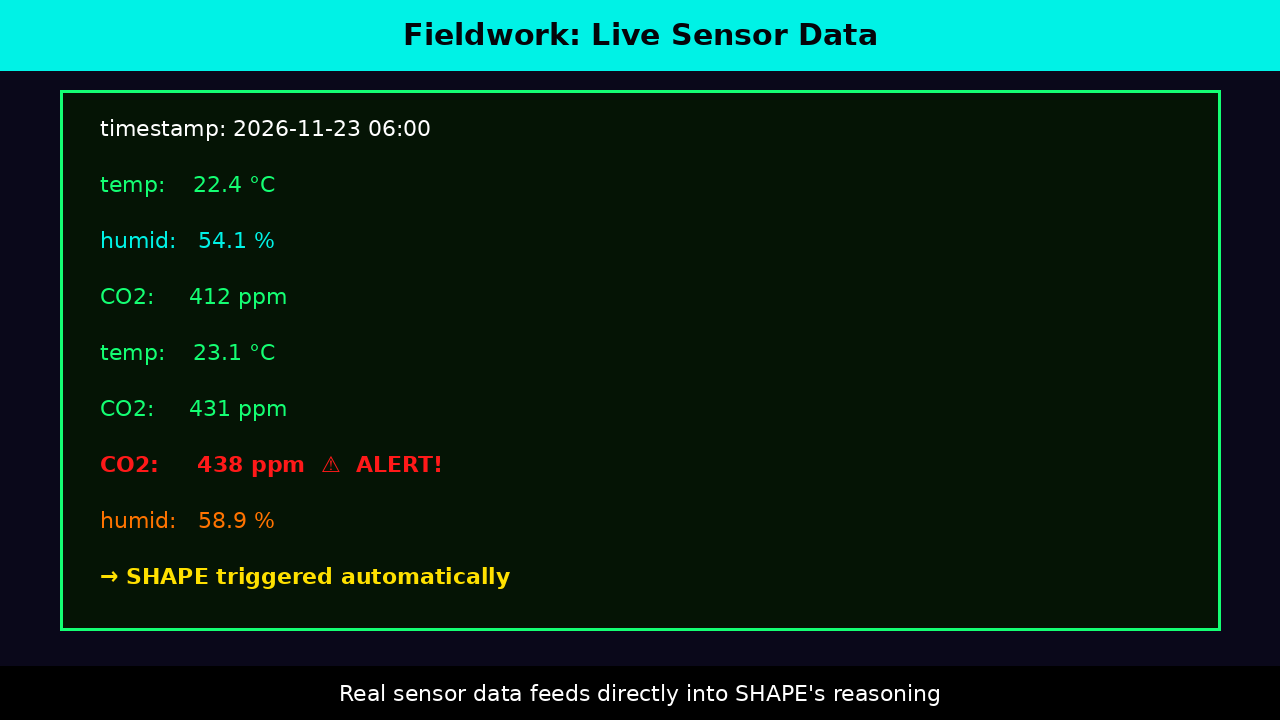 Fieldwork: Live Sensor Data
timestamp: 2026-11-23 06:00
temp: 22.4 °C
humid: 54.1 %
CO2: 412 ppm
temp: 23.1 °C
CO2: 431 ppm
CO2: 438 ppm ⚠ ALERT!
humid: 58.9 %
→ SHAPE triggered automatically
Real sensor data feeds directly into SHAPE's reasoning